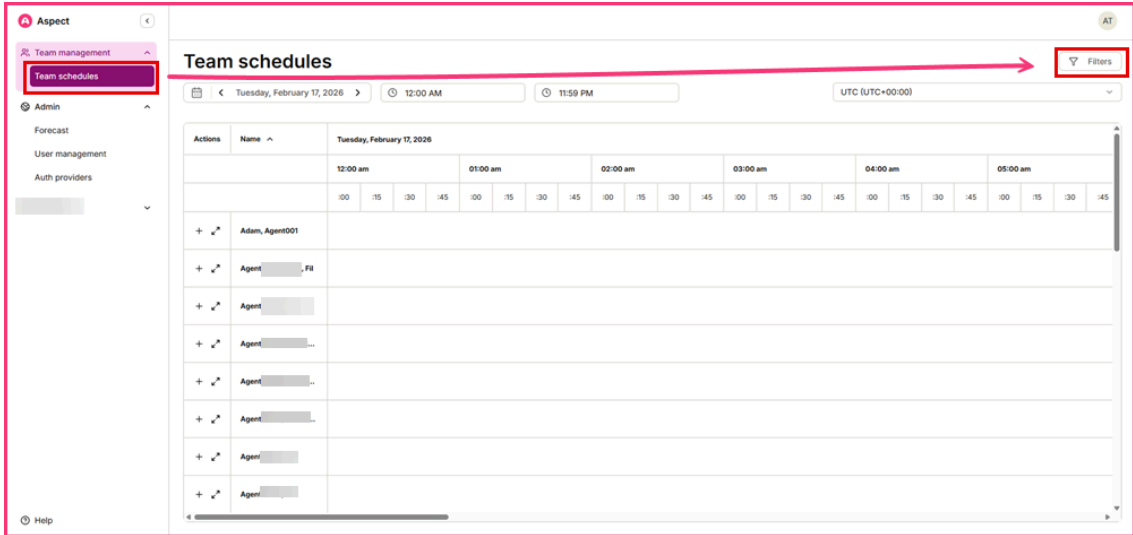 Aspect
AT
Team management
Team schedules
Admin
Forecast
User management
Auth providers
Help
Team schedules
Filters
Tuesday, February 17, 2026
12:00 AM
11:59 PM
UTC (UTC+00:00)
Actions Name Tuesday, February 17, 2026
12:00 am 01:00 am 02:00 am 03:00 am 04:00 am 05:00 am
:00 :15 :30 :45 :00 :15 :30 :45 :00 :15 :30 :45 :00 :15 :30 :45 :00 :15 :30 :45 :00 :15 :30 :45
Adam, Agent001
Agent , Fil
Agent
Agent ...
Agent ..
Agent ..
Agent
Agent